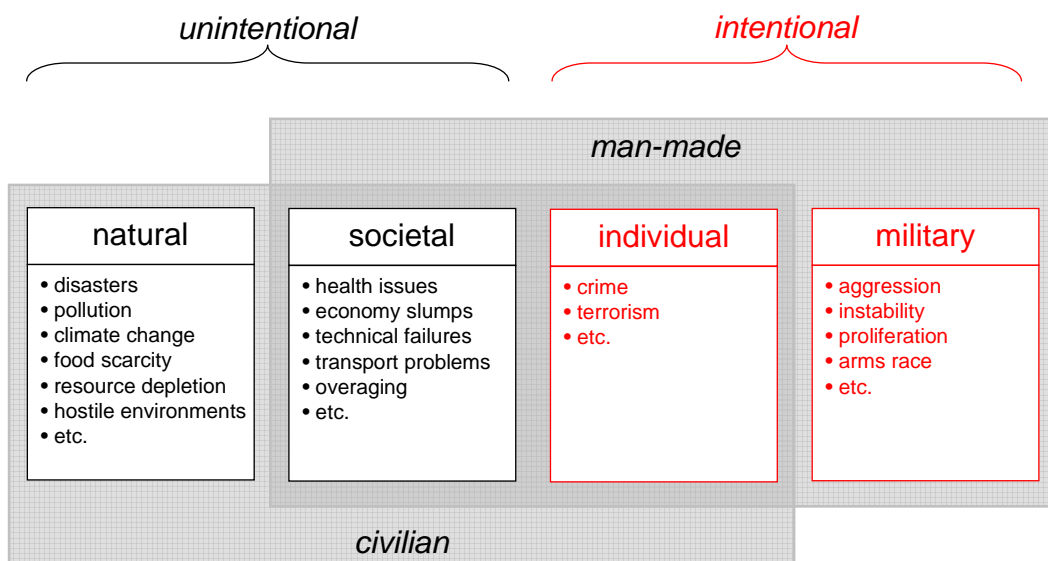 unintentional
intentional
man-made
natural
• disasters
• pollution
• climate change
• food scarcity
• resource depletion
• hostile environments
• etc.
societal
• health issues
• economy slumps
• technical failures
• transport problems
• overaging
• etc.
individual
• crime
• terrorism
• etc.
military
• aggression
• instability
• proliferation
• arms race
• etc.
civilian